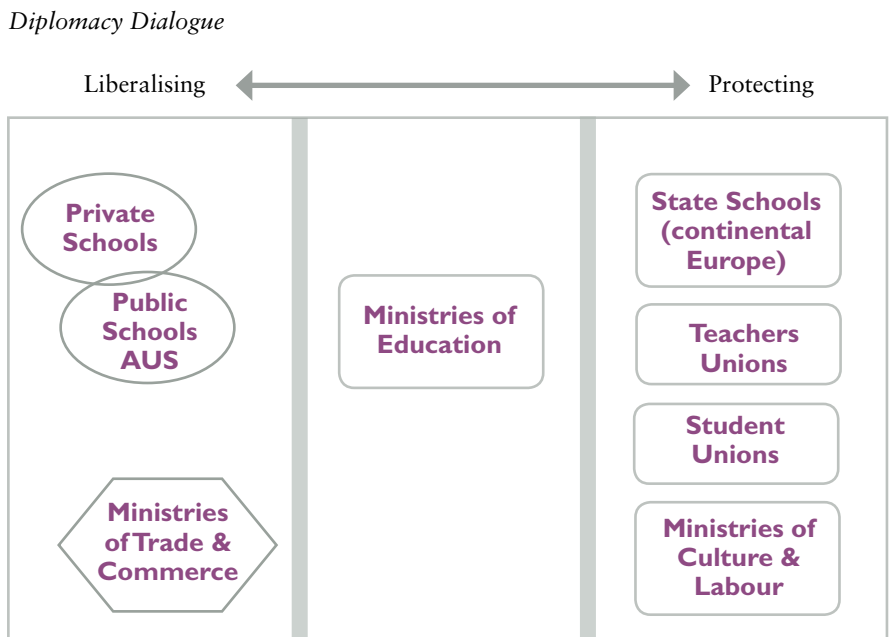 Diplomacy Dialogue
Liberalising
Protecting
Private
Schools
Public
Schools
AUS
Ministries
of Trade &
Commerce
Ministries of
Education
State Schools
(continental
Europe)
Teachers
Unions
Student
Unions
Ministries of
Culture &
Labour